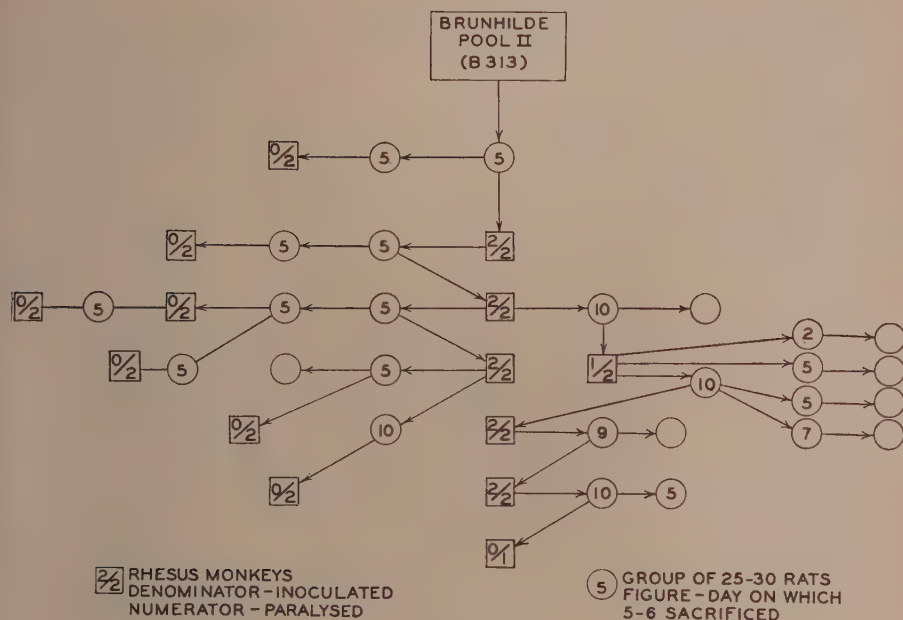 BRUNHILDE
POOL II
(B 313)
0/2 5 5
0/2 5 5 2/2
0/2 5 0/2 5 5 2/2 10
0/2 5 5 2/2 1/2 2
5
10
5
7
0/2 10 2/2 9
0/2 2/2 10 5
0/1
2/2 RHESUS MONKEYS
DENOMINATOR-INOCULATED
NUMERATOR-PARALYSED
5 GROUP OF 25-30 RATS
FIGURE-DAY ON WHICH
5-6 SACRIFICED